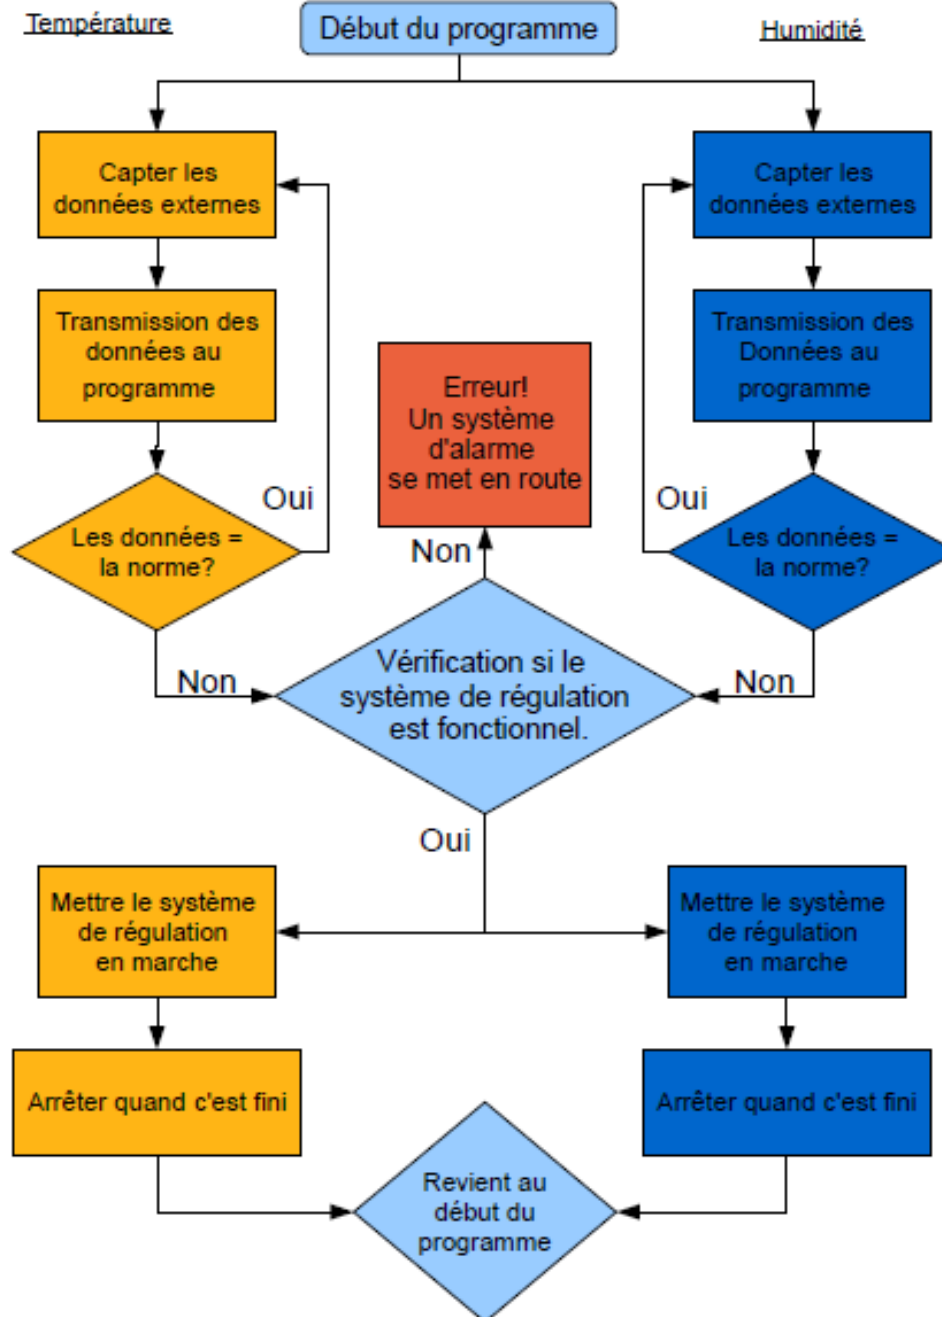 Température
Début du programme
Humidité
Capter les
données externes
Capter les
données externes
Transmission des
données au
programme
Transmission des
Données au
programme
Erreur!
Un système
d'alarme
se met en route
Oui
Oui
Les données =
la norme?
Les données =
la norme?
Non
Vérification si le
système de régulation
est fonctionnel.
Non
Non
Oui
Mettre le système
de régulation
en marche
Mettre le système
de régulation
en marche
Arrêter quand c'est fini
Arrêter quand c'est fini
Revient au
début du
programme